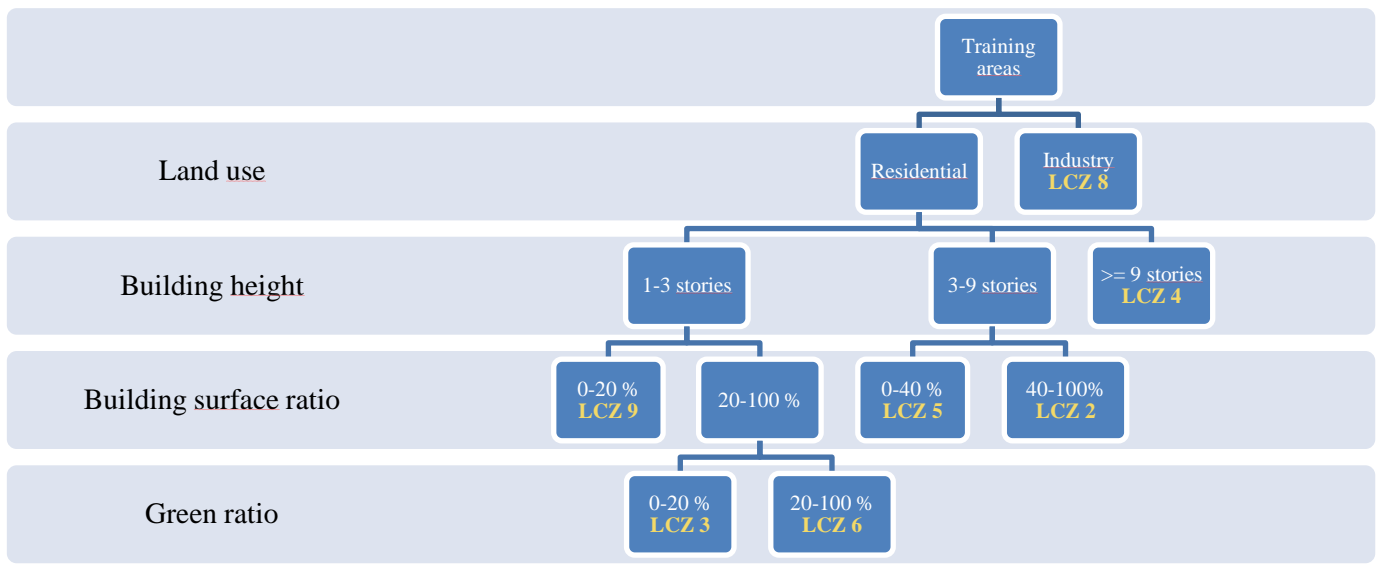 Training
areas
Land use
Residential
Industry
LCZ 8
Building height
1-3 stories
3-9 stories
>= 9 stories
LCZ 4
Building surface ratio
0-20 %
LCZ 9
20-100 %
0-40 %
LCZ 5
40-100%
LCZ 2
Green ratio
0-20 %
LCZ 3
20-100 %
LCZ 6